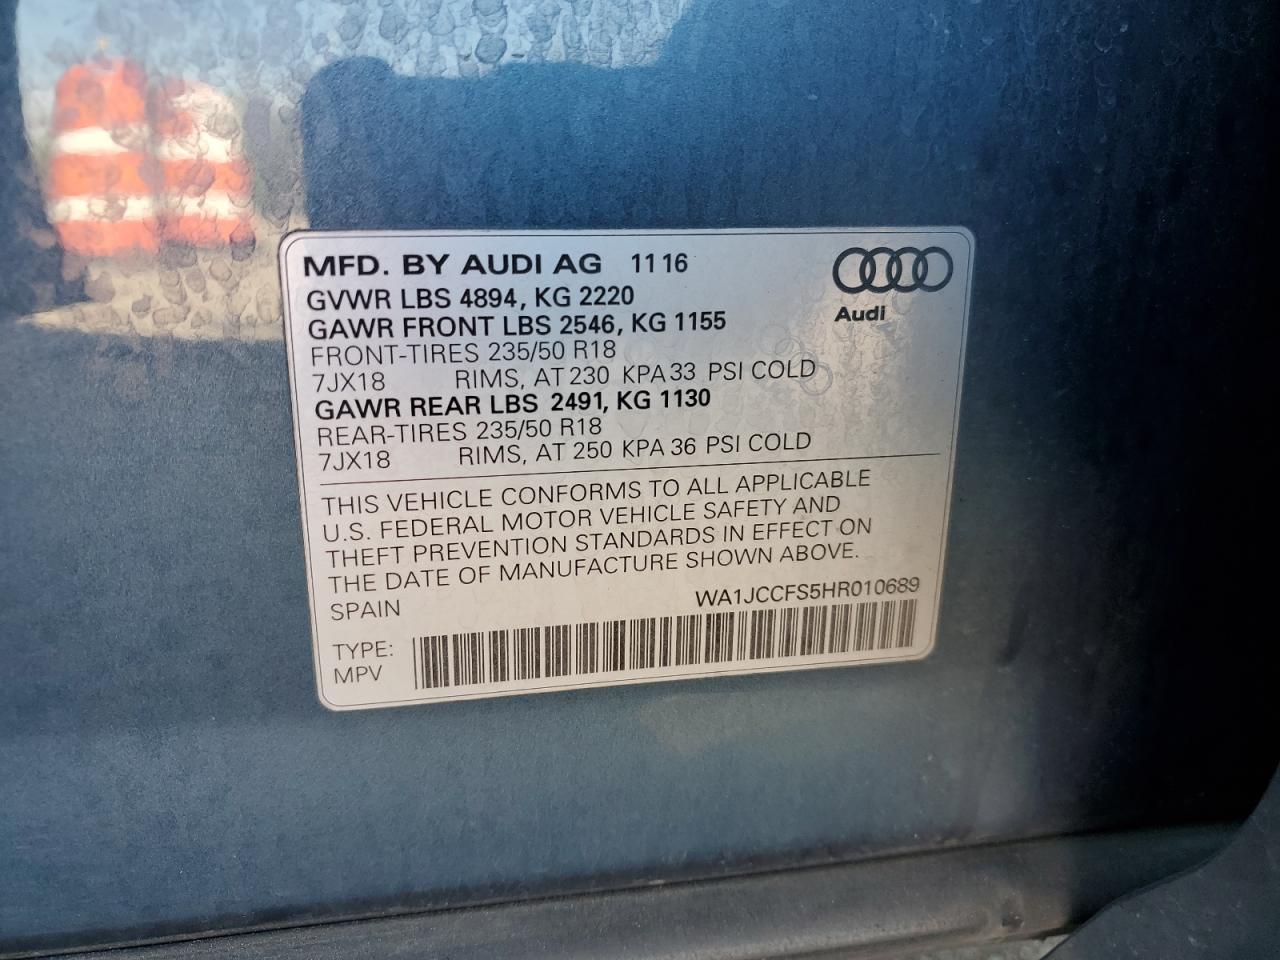 MFD. BY AUDI AG 11 16
Audi
GVWR LBS 4894, KG 2220
GAWR FRONT LBS 2546, KG 1155
FRONT-TIRES 235/50 R18
7JX18 RIMS, AT 230 KPA 33 PSI COLD
GAWR REAR LBS 2491, KG 1130
REAR-TIRES 235/50 R18
7JX18 RIMS, AT 250 KPA 36 PSI COLD
THIS VEHICLE CONFORMS TO ALL APPLICABLE
U.S. FEDERAL MOTOR VEHICLE SAFETY AND
THEFT PREVENTION STANDARDS IN EFFECT ON
THE DATE OF MANUFACTURE SHOWN ABOVE.
SPAIN WA1JCCFS5HR010689
TYPE:
MPV